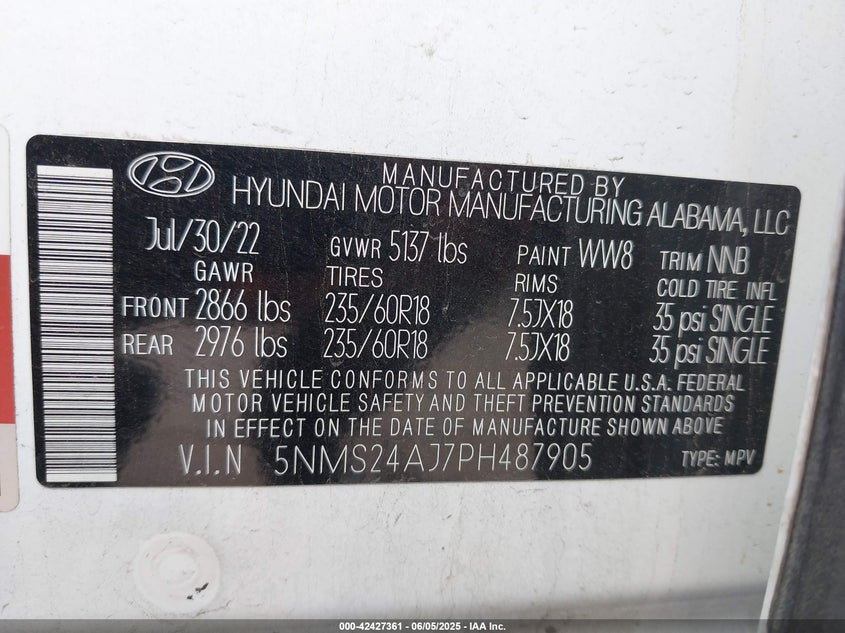 MANUFACTURED BY
HYUNDAI MOTOR MANUFACTURING ALABAMA, LLC
Jul/30/22 GVWR 5137 lbs PAINT WW8 TRIM NNB
GAWR TIRES RIMS COLD TIRE INFL
FRONT 2866 lbs 235/60R18 7.5JX18 35 psi SINGLE
REAR 2976 lbs 235/60R18 7.5JX18 35 psi SINGLE
THIS VEHICLE CONFORMS TO ALL APPLICABLE U.S.A. FEDERAL
MOTOR VEHICLE SAFETY AND THEFT PREVENTION STANDARDS
IN EFFECT ON THE DATE OF MANUFACTURE SHOWN ABOVE
V.I.N 5NMS24AJ7PH487905 TYPE: MPV
000-42427361 - 06/05/2025 - IAA Inc.